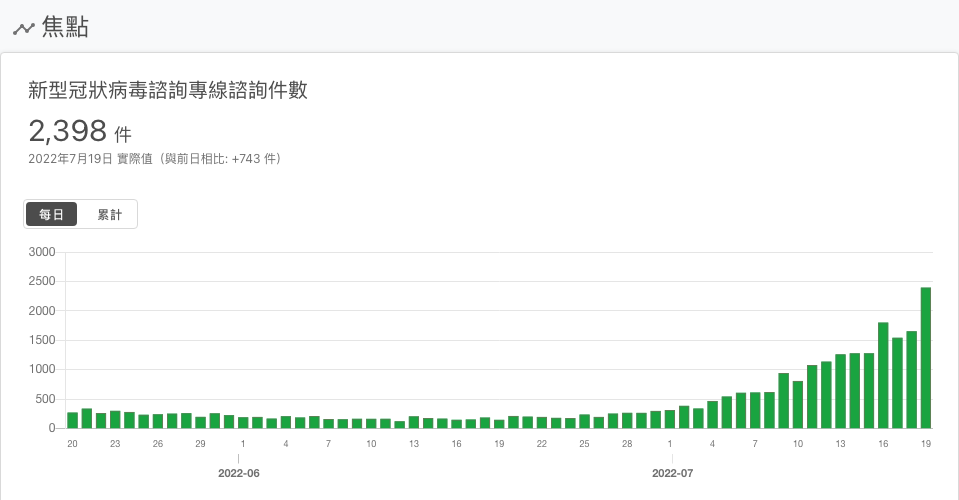 焦點
新型冠狀病毒諮詢專線諮詢件數
2,398 件
2022年7月19日 實際值（與前日相比: +743 件）
每日 累計
3000
2500
2000
1500
1000
500
0
20 23 26 29 1 4 7 10 13 16 19 22 25 28 1 4 7 10 13 16 19
2022-06 2022-07